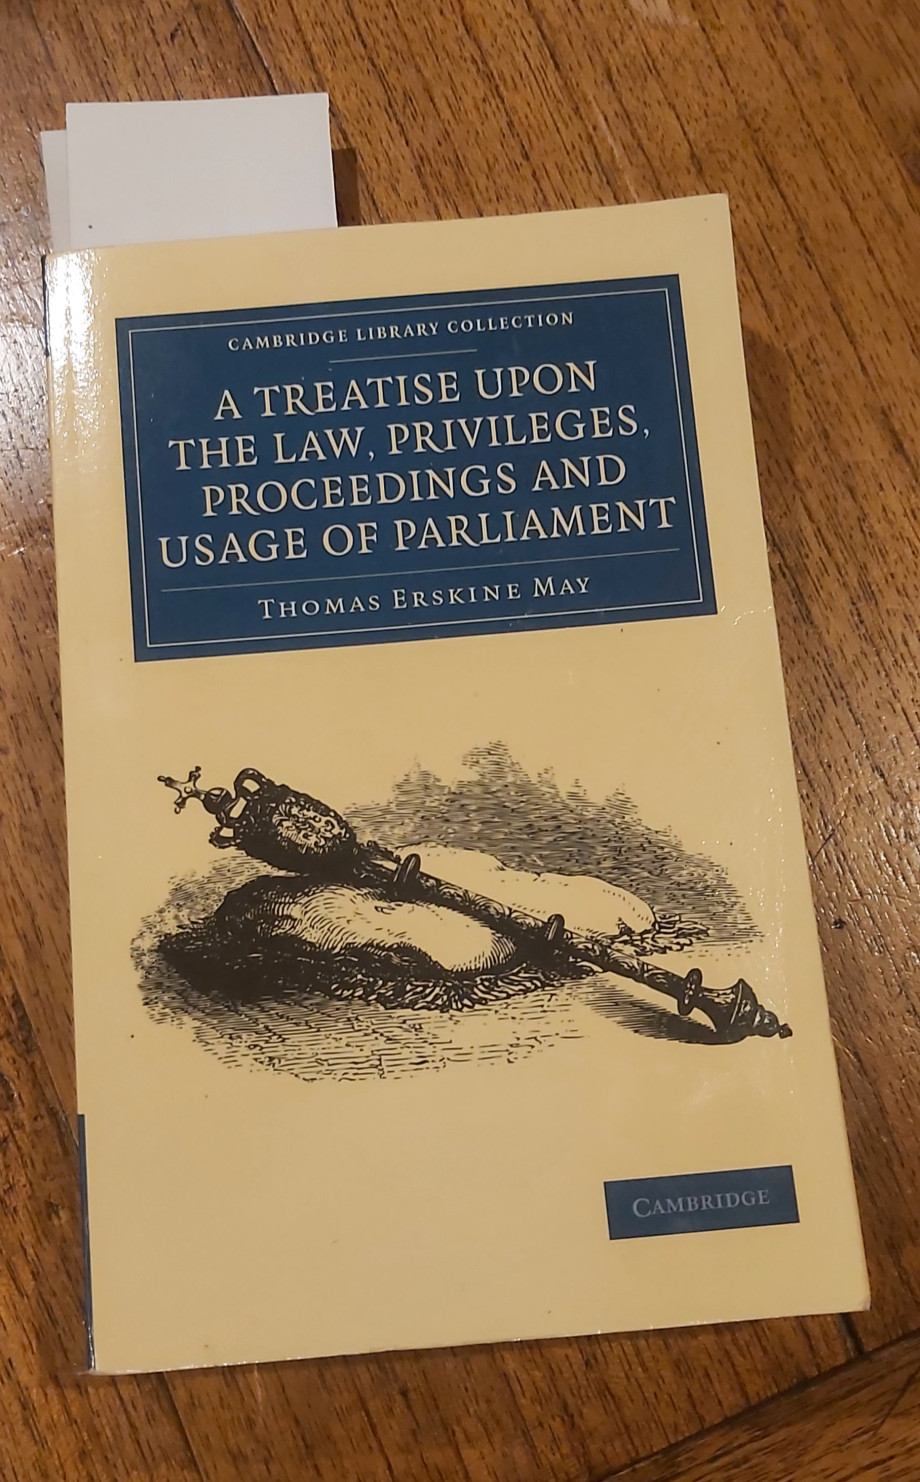 CAMBRIDGE LIBRARY COLLECTION
A TREATISE UPON
THE LAW, PRIVILEGES,
PROCEEDINGS AND
USAGE OF PARLIAMENT
THOMAS ERSKINE MAY
CAMBRIDGE